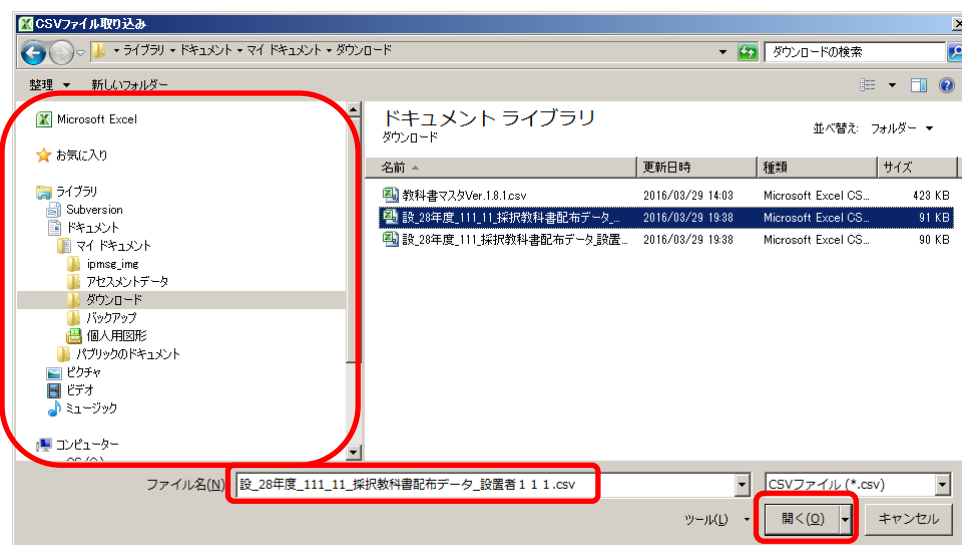 CSVファイル取り込み
ライブラリ ▾ ドキュメント ▾ マイ ドキュメント ▾ ダウンロード
ダウンロードの検索
整理 ▼ 新しいフォルダー
Microsoft Excel
お気に入り
ライブラリ
Subversion
ドキュメント
マイ ドキュメント
ipmsg_img
アセスメントデータ
ダウンロード
バックアップ
個人用図形
パブリックのドキュメント
ピクチャ
ビデオ
ミュージック
コンピューター
ドキュメント ライブラリ
ダウンロード
並べ替え: フォルダー ▼
名前 更新日時 種類 サイズ
教科書マスタVer.1.8.1.csv 2016/03/29 14:03 Microsoft Excel CS... 423 KB
設_28年度_111_11_採択教科書配布データ_... 2016/03/29 19:38 Microsoft Excel CS... 91 KB
設_28年度_111_採択教科書配布データ_設置... 2016/03/29 19:38 Microsoft Excel CS... 90 KB
ファイル名(N) 設_28年度_111_11_採択教科書配布データ_設置者１１１.csv CSVファイル (*.csv)
ツール(L) 開く(O) キャンセル